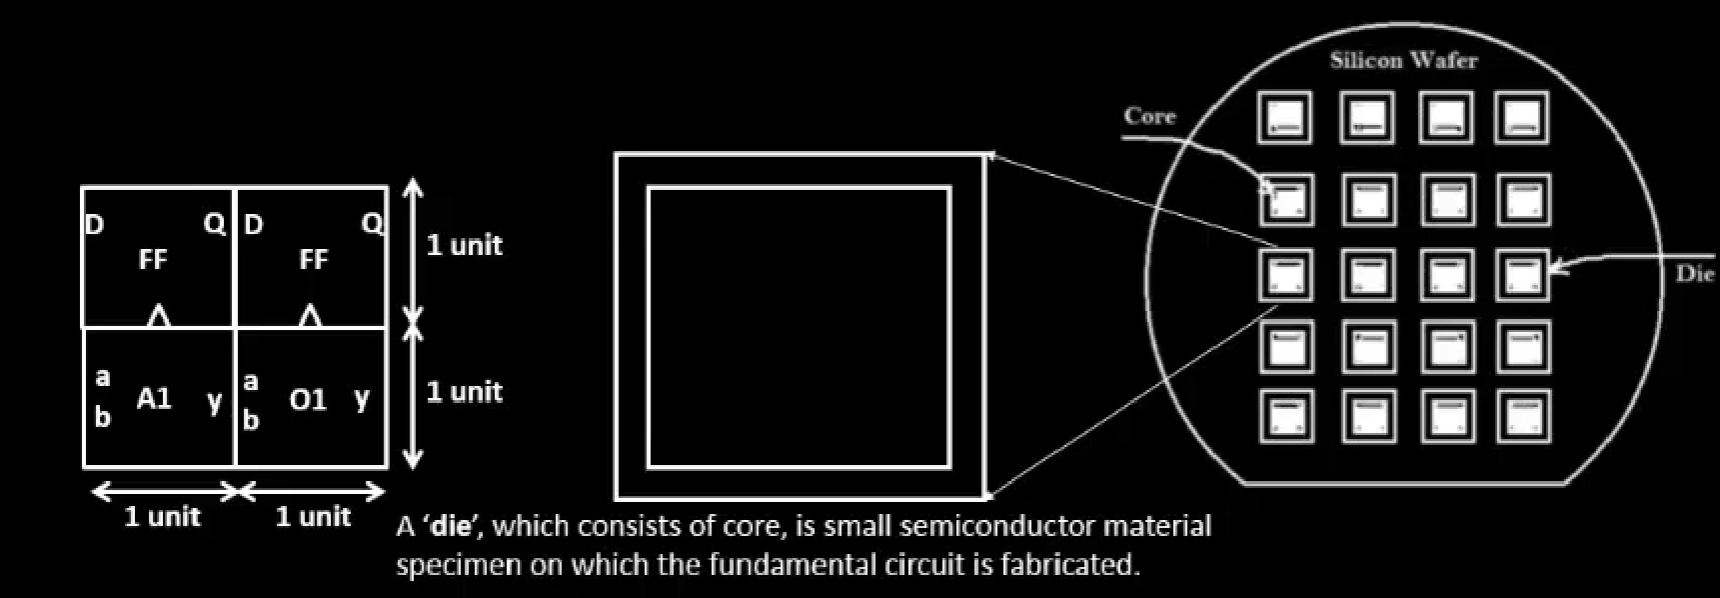 D Q D Q
FF FF
1 unit
a
b
A1 y
a
b
O1 y
1 unit
1 unit 1 unit
A ‘die’, which consists of core, is small semiconductor material
specimen on which the fundamental circuit is fabricated.
Silicon Wafer
Core
Die